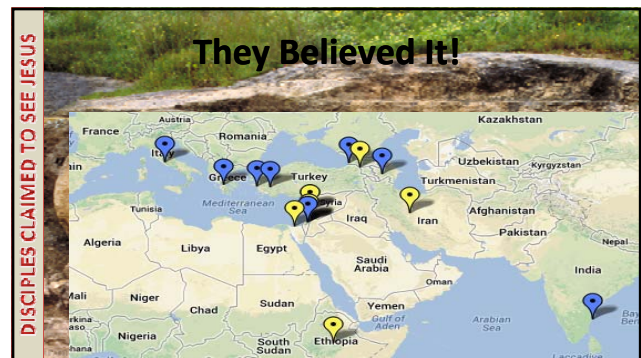 They Believed It!
DISCIPLES CLAIMED TO SEE JESUS
Austria
Kazakhstan
France
Romania
Uzbekistan
Kyrgyzstan
Greece
Turkey
Turkmenistan
Mediterranean
Sea
Tunisia
Syria
Iraq
Iran
Afghanistan
Pakistan
Nepal
Algeria
Libya
Egypt
Saudi
Arabia
India
Oman
Mali
Niger
Chad
Sudan
Yemen
Gulf of
Aden
Arabian
Sea
Nigeria
South
Sudan
Ethiopia
Laccadive